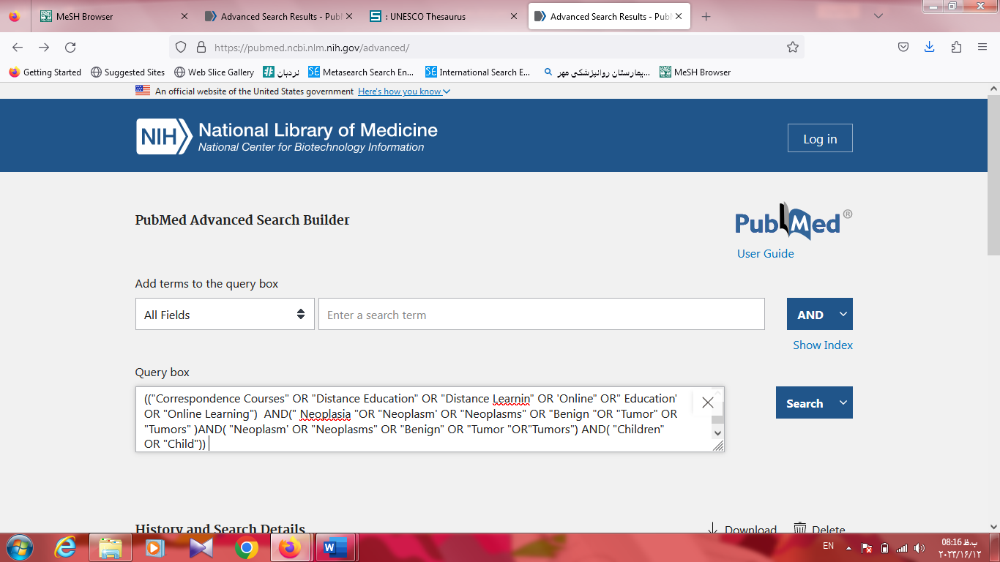 MeSH Browser
Advanced Search Results - Publ
: UNESCO Thesaurus
Advanced Search Results - Publ
https://pubmed.ncbi.nlm.nih.gov/advanced/
Getting Started
Suggested Sites
Web Slice Gallery
نردبان
Metasearch Search En...
International Search E...
بیمارستان روانپزشکی مهر...
MeSH Browser
An official website of the United States government Here's how you know
NIH National Library of Medicine
National Center for Biotechnology Information
Log in
PubMed Advanced Search Builder
PubMed®
User Guide
Add terms to the query box
All Fields
Enter a search term
AND
Show Index
Query box
(("Correspondence Courses" OR "Distance Education" OR "Distance Learnin" OR 'Online" OR" Education'
OR "Online Learning")  AND(" Neoplasia "OR "Neoplasm' OR "Neoplasms" OR "Benign "OR "Tumor" OR
"Tumors" )AND( "Neoplasm' OR "Neoplasms" OR "Benign" OR "Tumor "OR"Tumors") AND( "Children"
OR "Child"))
Search
History and Search Details
Download
Delete
EN
08:16 ب.ظ
۲۰۲۳/۱۶/۱۲